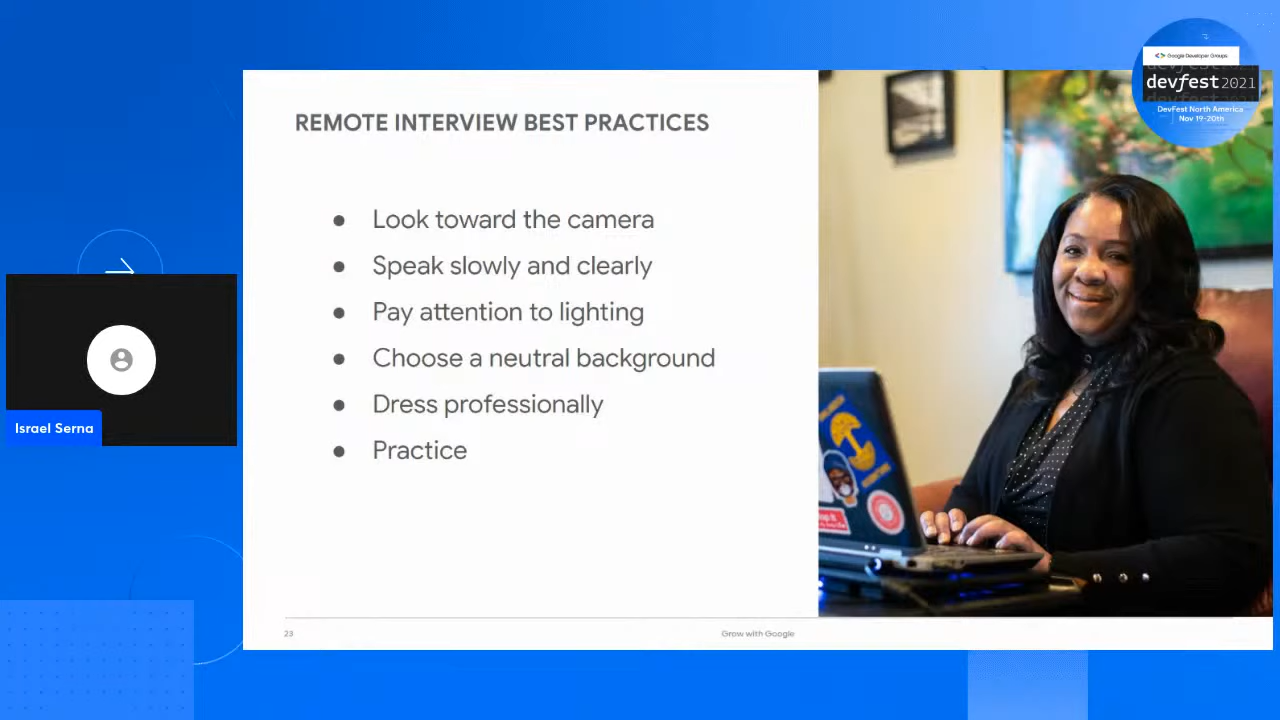 <> Google Developer Groups
devfest 2021
DevFest North America
Nov 19-20th
REMOTE INTERVIEW BEST PRACTICES
● Look toward the camera
● Speak slowly and clearly
● Pay attention to lighting
● Choose a neutral background
● Dress professionally
● Practice
Israel Serna
23
Grow with Google